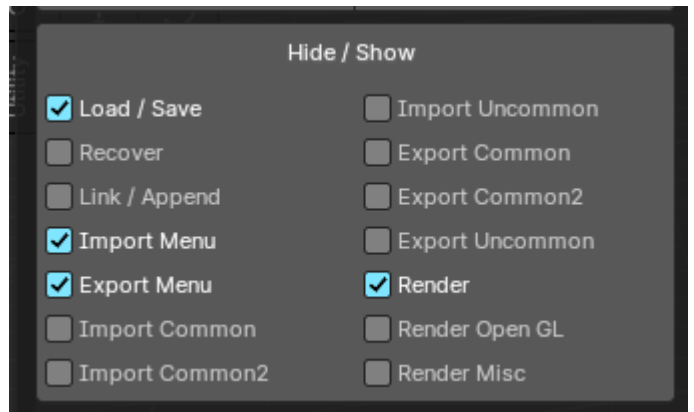 Utility
Hide / Show
Load / Save
Recover
Link / Append
Import Menu
Export Menu
Import Common
Import Common2
Import Uncommon
Export Common
Export Common2
Export Uncommon
Render
Render Open GL
Render Misc